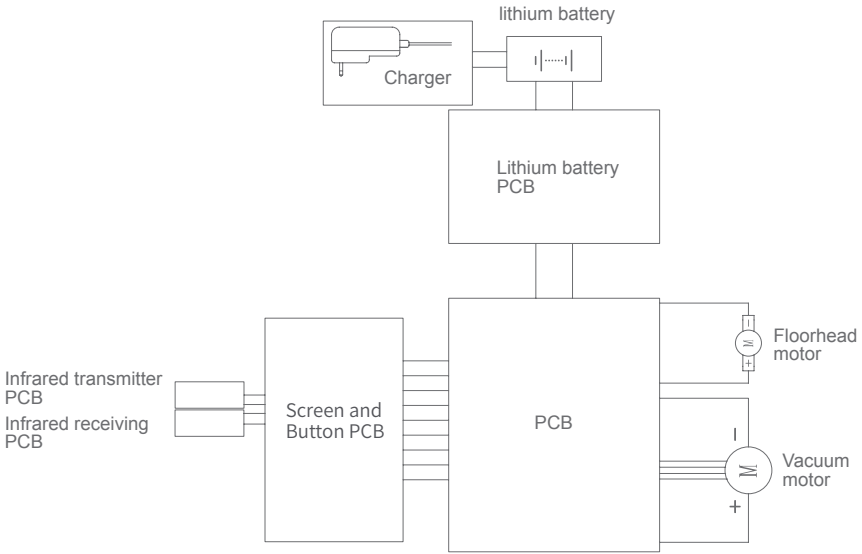 lithium battery
Charger
Lithium battery
PCB
Floorhead
motor
Infrared transmitter
PCB
Infrared receiving
PCB
Screen and
Button PCB
PCB
Vacuum
motor
−
M
+
−
M
+